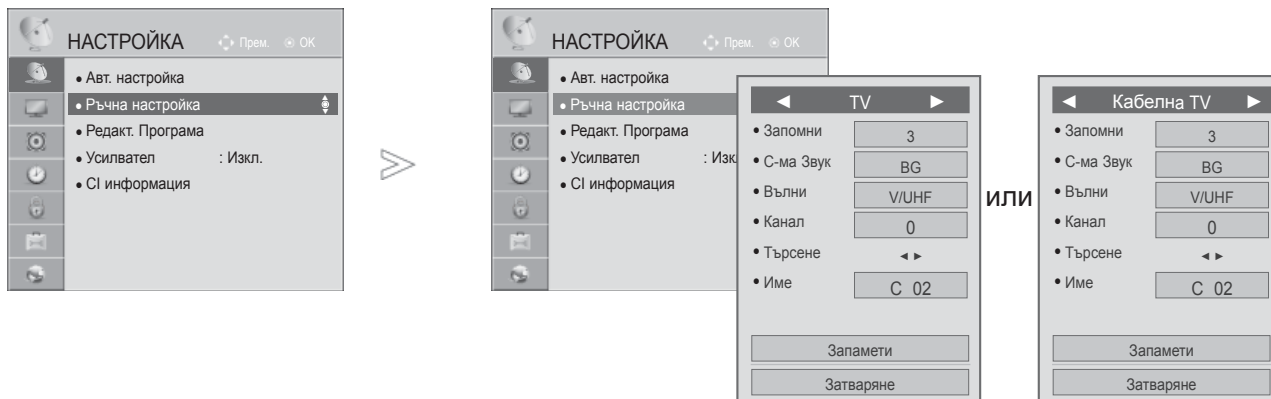 НАСТРОЙКА Прем. OK
• Авт. настройка
• Ръчна настройка
• Редакт. Програма
• Усилвател : Изкл.
• CI информация
НАСТРОЙКА Прем. OK
• Авт. настройка
• Ръчна настройка
• Редакт. Програма
• Усилвател : Изк
• CI информация
◄ TV ►
• Запомни 3
• С-ма Звук BG
• Вълни V/UHF
• Канал 0
• Търсене ◄ ►
• Име C 02
Запамети
Затваряне
или
◄ Кабелна TV ►
• Запомни 3
• С-ма Звук BG
• Вълни V/UHF
• Канал 0
• Търсене ◄ ►
• Име C 02
Запамети
Затваряне